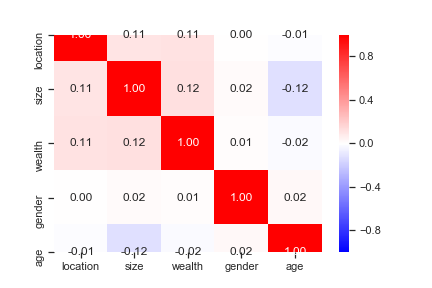 location 1.00 0.11 0.11 0.00 -0.01
size 0.11 1.00 0.12 0.02 -0.12
wealth 0.11 0.12 1.00 0.01 -0.02
gender 0.00 0.02 0.01 1.00 0.02
age -0.01 -0.12 -0.02 0.02 1.00
location size wealth gender age
0.8
0.4
0.0
-0.4
-0.8